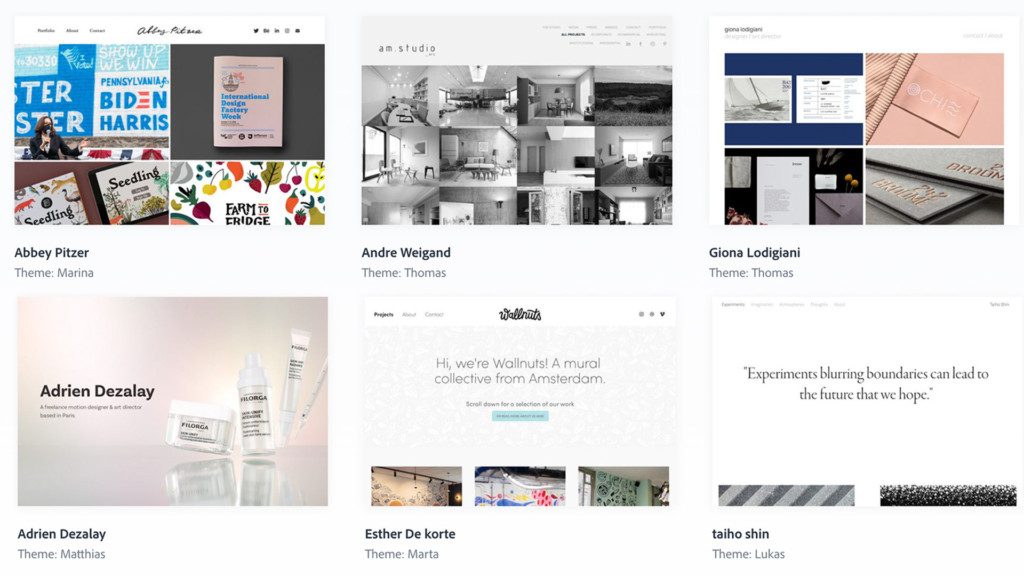 Portfolio About Contact Abbey Pitzer
SHOW UP
WE WIN
30330
PENNSYLVANIA for
BIDEN
HARRIS
STER
STER
International
Design
Factory
Week
Seedling
Seedling
FARM TO
FRIDGE
Abbey Pitzer
Theme: Marina
am.studio
ALL PROJECTS
Andre Weigand
Theme: Thomas
giona lodigiani
designer / art director
contact / about
Giona Lodigiani
Theme: Thomas
Adrien Dezalay
A freelance motion designer & art director
based in Paris
FILORGA
FILORGA
FILORGA
Adrien Dezalay
Theme: Matthias
Projects About Contact Wallnuts
Hi, we're Wallnuts! A mural
collective from Amsterdam.
Scroll down for a selection of our work
Esther De korte
Theme: Marta
Experiments Imagination Ambivalence Thoughts About Taiho Shin
"Experiments blurring boundaries can lead to
the future that we hope."
taiho shin
Theme: Lukas